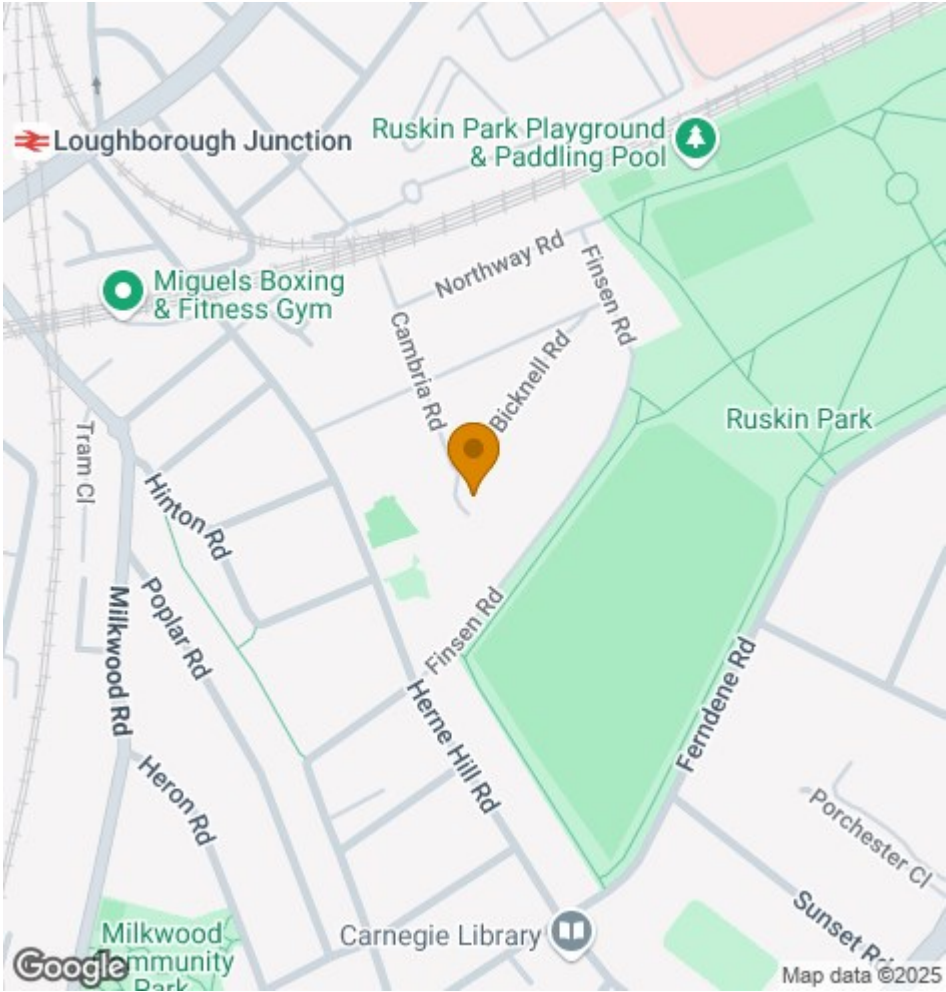 Loughborough Junction
Ruskin Park Playground
& Paddling Pool
Northway Rd
Finsen Rd
Miguels Boxing
& Fitness Gym
Cambria Rd
Bicknell Rd
Ruskin Park
Tram Cl
Hinton Rd
Poplar Rd
Milkwood Rd
Finsen Rd
Herne Hill Rd
Ferndene Rd
Heron Rd
Porchester Cl
Sunset Rd
Carnegie Library
Milkwood
Community
Park
Google
Map data ©2025